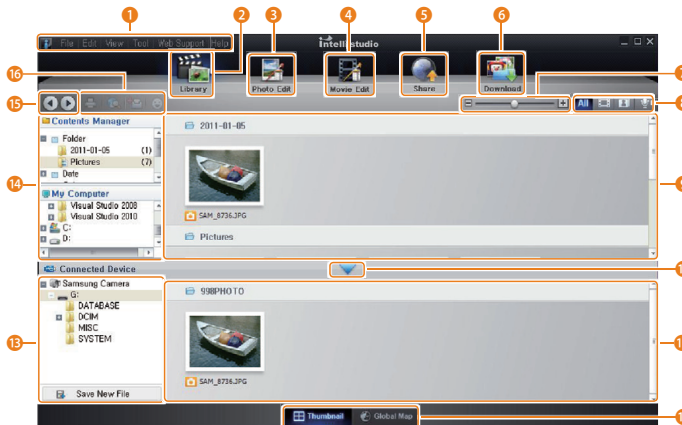 1 2 3 4 5 6
File Edit View Tool Web Support Help
intellistudio
Library Photo Edit Movie Edit Share Download
16
15
All
Contents Manager
Folder
2011-01-05 (1)
Pictures (7)
Date
14
My Computer
Visual Studio 2008
Visual Studio 2010
C:
D:
2011-01-05
SAM_8736.JPG
Pictures
Connected Device
Samsung Camera
G:
DATABASE
DCIM
MISC
SYSTEM
13
Save New File
998PHOTO
SAM_8736.JPG
Thumbnail Global Map